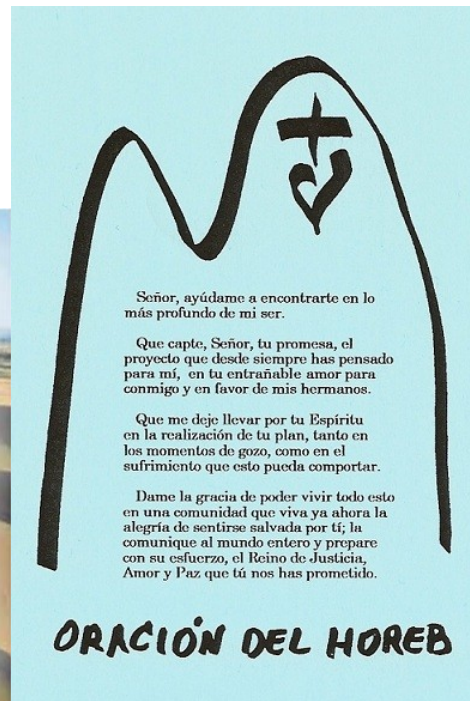 Señor, ayúdame a encontrarte en lo
más profundo de mi ser.
Que capte, Señor, tu promesa, el
proyecto que desde siempre has pensado
para mí, en tu entrañable amor para
conmigo y en favor de mis hermanos.
Que me deje llevar por tu Espíritu
en la realización de tu plan, tanto en
los momentos de gozo, como en el
sufrimiento que esto pueda comportar.
Dame la gracia de poder vivir todo esto
en una comunidad que viva ya ahora la
alegría de sentirse salvada por tí; la
comunique al mundo entero y prepare
con su esfuerzo, el Reino de Justicia,
Amor y Paz que tú nos has prometido.
ORACIÓN DEL HOREB